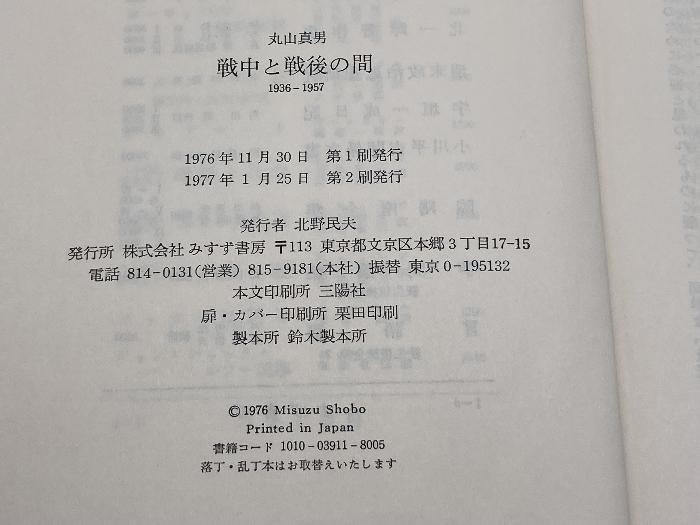 丸山真男
戦中と戦後の間
1936-1957
1976年11月30日 第1刷発行
1977年 1月25日 第2刷発行
発行者 北野民夫
発行所 株式会社 みすず書房 〒113 東京都文京区本郷3丁目17-15
電話 814-0131(営業) 815-9181(本社) 振替 東京0-195132
本文印刷所 三陽社
扉・カバー印刷所 栗田印刷
製本所 鈴木製本所
© 1976 Misuzu Shobo
Printed in Japan
書籍コード 1010-03911-8005
落丁・乱丁本はお取替えいたします